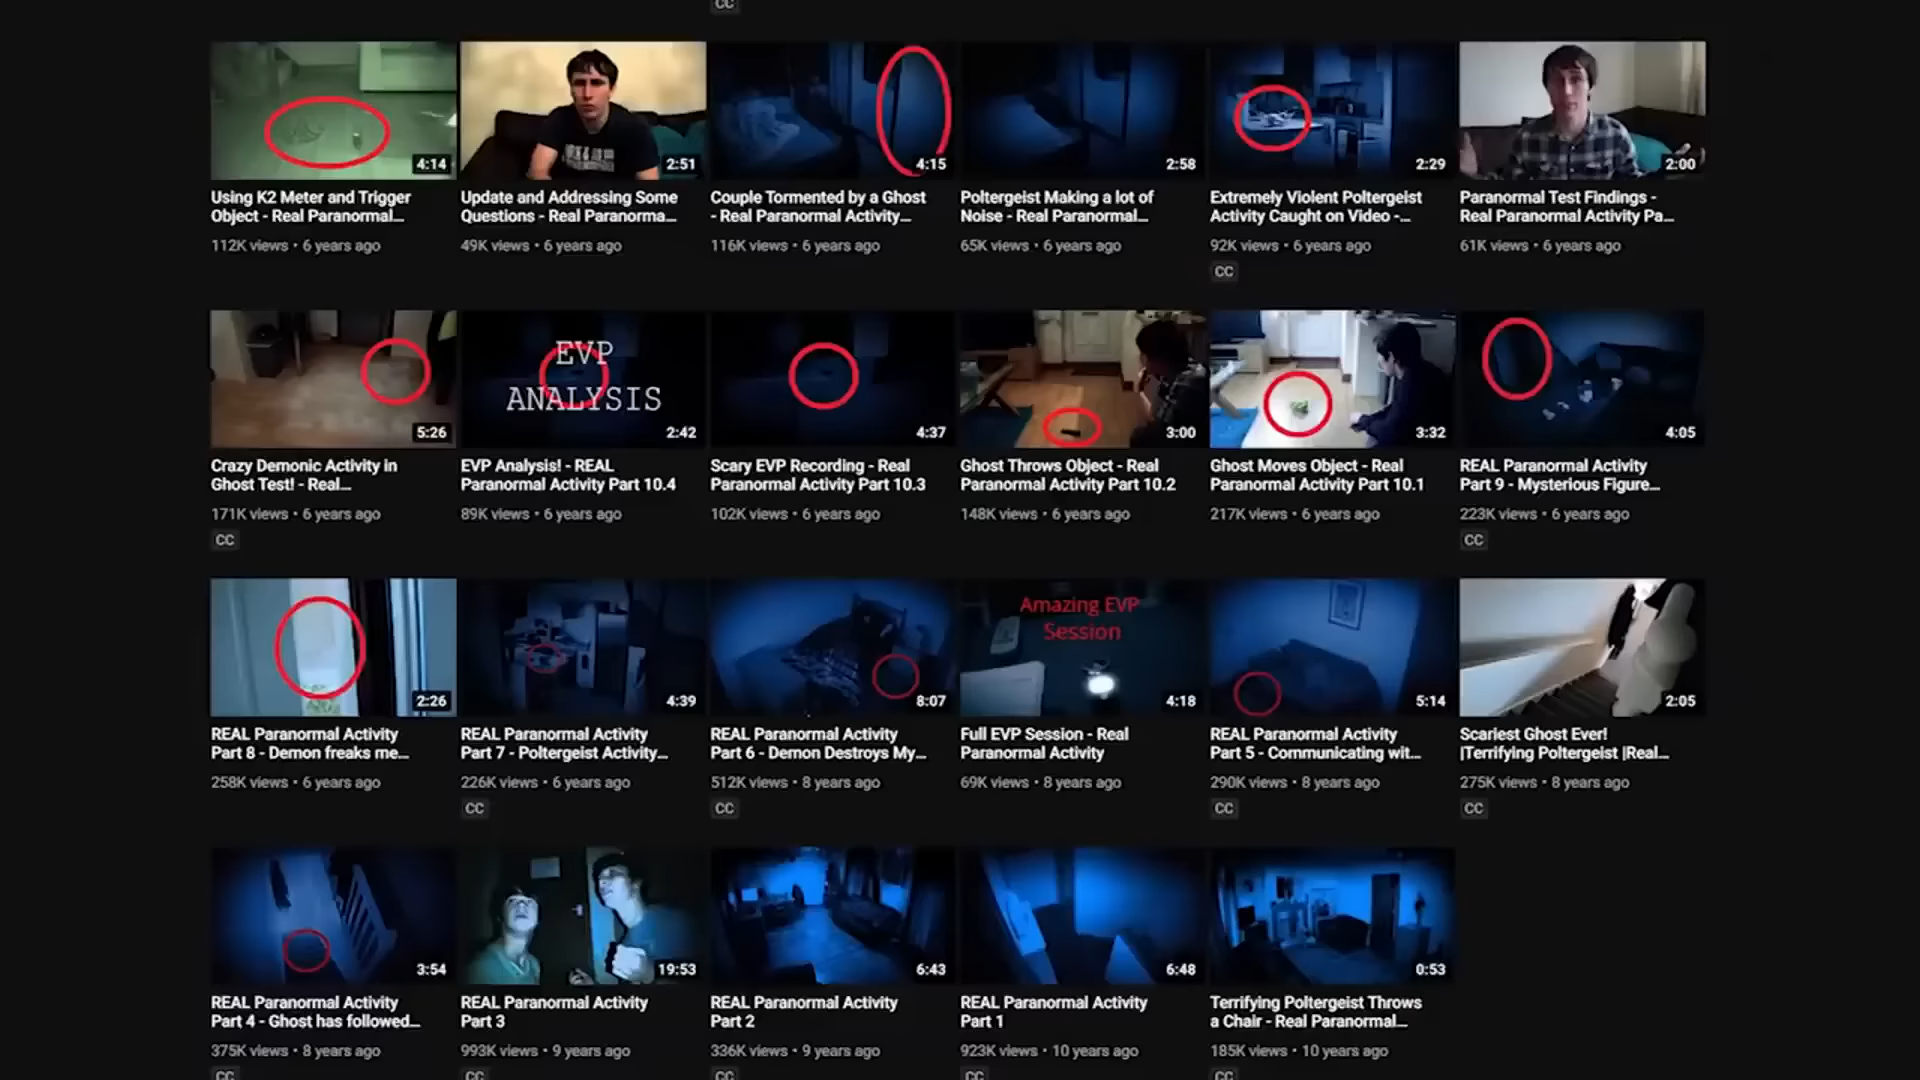 CC
4:14
2:51
4:15
2:58
2:29
2:00
Using K2 Meter and Trigger
Object - Real Paranormal...
112K views • 6 years ago
Update and Addressing Some
Questions - Real Paranorma...
49K views • 6 years ago
Couple Tormented by a Ghost
- Real Paranormal Activity...
116K views • 6 years ago
Poltergeist Making a lot of
Noise - Real Paranormal...
65K views • 6 years ago
Extremely Violent Poltergeist
Activity Caught on Video -...
92K views • 6 years ago
CC
Paranormal Test Findings -
Real Paranormal Activity Pa...
61K views • 6 years ago
5:26
EVP
ANALYSIS
2:42
4:37
3:00
3:32
4:05
Crazy Demonic Activity in
Ghost Test! - Real...
171K views • 6 years ago
CC
EVP Analysis! - REAL
Paranormal Activity Part 10.4
89K views • 6 years ago
Scary EVP Recording - Real
Paranormal Activity Part 10.3
102K views • 6 years ago
Ghost Throws Object - Real
Paranormal Activity Part 10.2
148K views • 6 years ago
Ghost Moves Object - Real
Paranormal Activity Part 10.1
217K views • 6 years ago
REAL Paranormal Activity
Part 9 - Mysterious Figure...
223K views • 6 years ago
CC
2:26
4:39
8:07
Amazing EVP
Session
4:18
5:14
2:05
REAL Paranormal Activity
Part 8 - Demon freaks me...
258K views • 6 years ago
REAL Paranormal Activity
Part 7 - Poltergeist Activity...
226K views • 6 years ago
CC
REAL Paranormal Activity
Part 6 - Demon Destroys My...
512K views • 8 years ago
CC
Full EVP Session - Real
Paranormal Activity
69K views • 8 years ago
REAL Paranormal Activity
Part 5 - Communicating wit...
290K views • 8 years ago
CC
Scariest Ghost Ever!
|Terrifying Poltergeist |Real...
275K views • 8 years ago
CC
3:54
19:53
6:43
6:48
0:53
REAL Paranormal Activity
Part 4 - Ghost has followed...
375K views • 8 years ago
CC
REAL Paranormal Activity
Part 3
993K views • 9 years ago
CC
REAL Paranormal Activity
Part 2
336K views • 9 years ago
CC
REAL Paranormal Activity
Part 1
923K views • 10 years ago
CC
Terrifying Poltergeist Throws
a Chair - Real Paranormal...
185K views • 10 years ago
CC